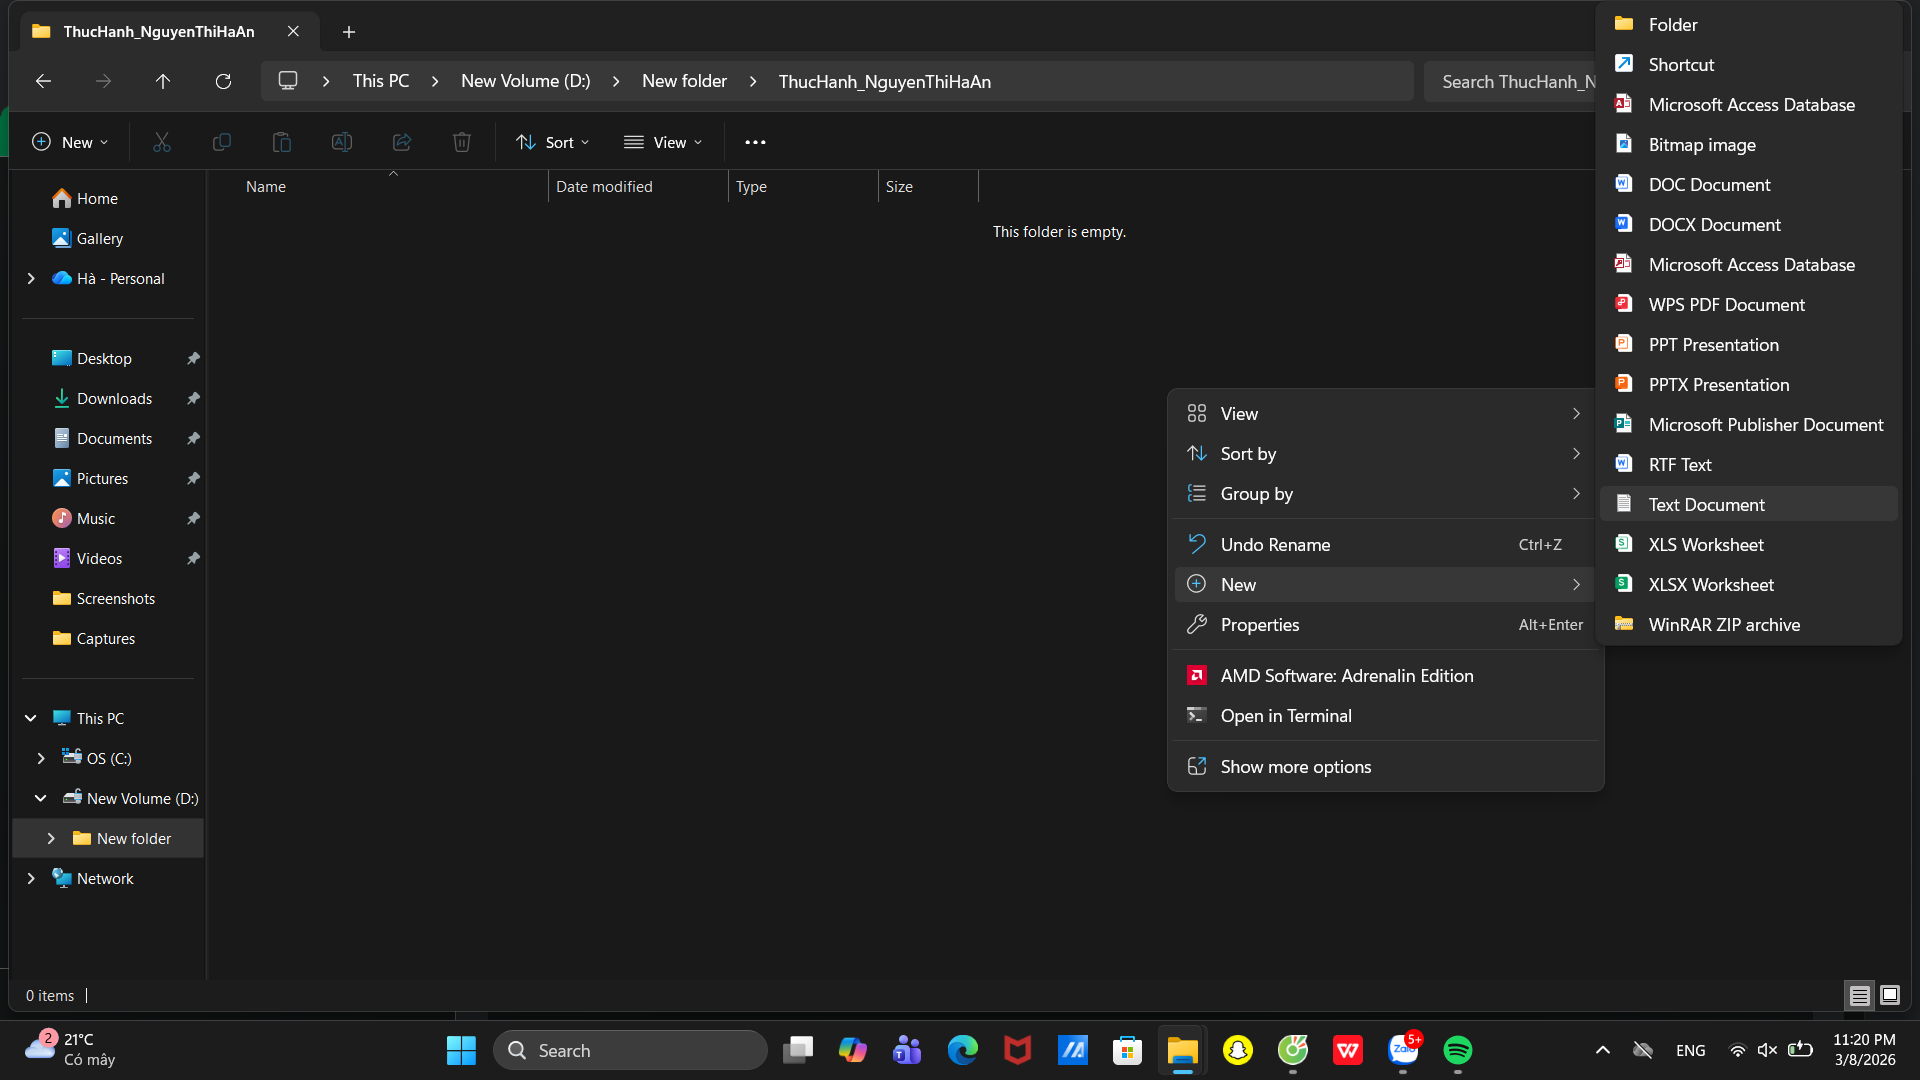 ThucHanh_NguyenThiHaAn
This PC > New Volume (D:) > New folder > ThucHanh_NguyenThiHaAn
Search ThucHanh_N
New
Sort
View
Name
Date modified
Type
Size
This folder is empty.
Home
Gallery
Hà - Personal
Desktop
Downloads
Documents
Pictures
Music
Videos
Screenshots
Captures
This PC
OS (C:)
New Volume (D:)
New folder
Network
0 items
View
Sort by
Group by
Undo Rename Ctrl+Z
New
Properties Alt+Enter
AMD Software: Adrenalin Edition
Open in Terminal
Show more options
Folder
Shortcut
Microsoft Access Database
Bitmap image
DOC Document
DOCX Document
Microsoft Access Database
WPS PDF Document
PPT Presentation
PPTX Presentation
Microsoft Publisher Document
RTF Text
Text Document
XLS Worksheet
XLSX Worksheet
WinRAR ZIP archive
2
21°C
Có mây
Search
Zalo
5+
ENG
11:20 PM
3/8/2026